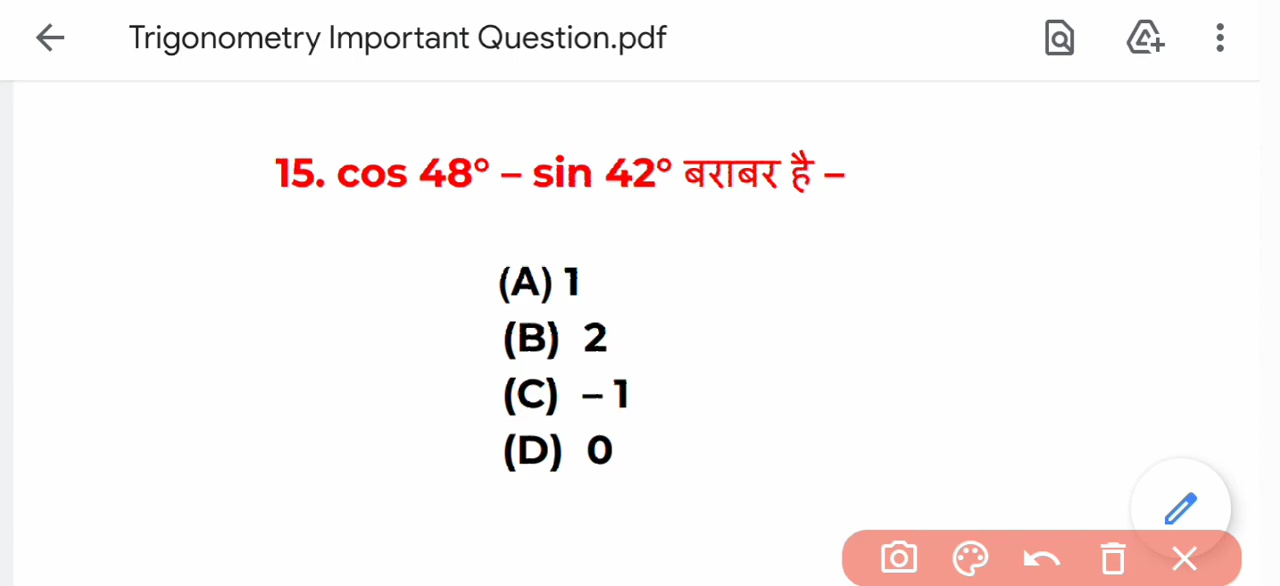 Trigonometry Important Question.pdf
15. cos 48° – sin 42° बराबर है –
(A) 1
(B) 2
(C) – 1
(D) 0